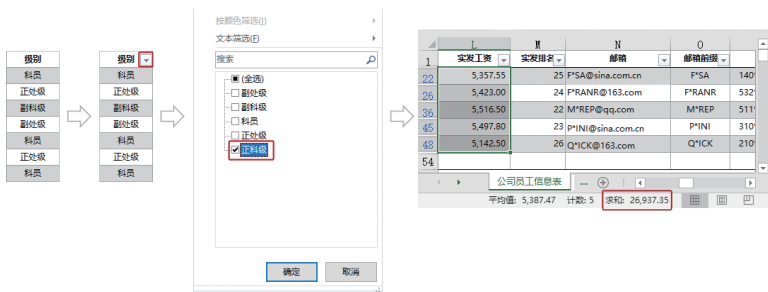 级别
科员
正处级
副科级
副处级
科员
正处级
科员
级别
科员
正处级
副科级
副处级
科员
正处级
科员
按颜色筛选(I)
文本筛选(F)
搜索
(全选)
副处级
副科级
科员
正处级
正科级
确定 取消
L M N O
1 实发工资 实发排名 邮箱 邮箱前缀
22 5,357.55 25 F*SA@sina.com.cn F*SA 140*
26 5,423.00 24 F*RANR@163.com F*RANR 532*
36 5,516.50 22 M*REP@qq.com M*REP 511*
45 5,497.80 23 P*INI@sina.com.cn P*INI 310*
48 5,142.50 26 Q*ICK@163.com Q*ICK 210*
54
公司员工信息表 ...
平均值: 5,387.47 计数: 5 求和: 26,937.35